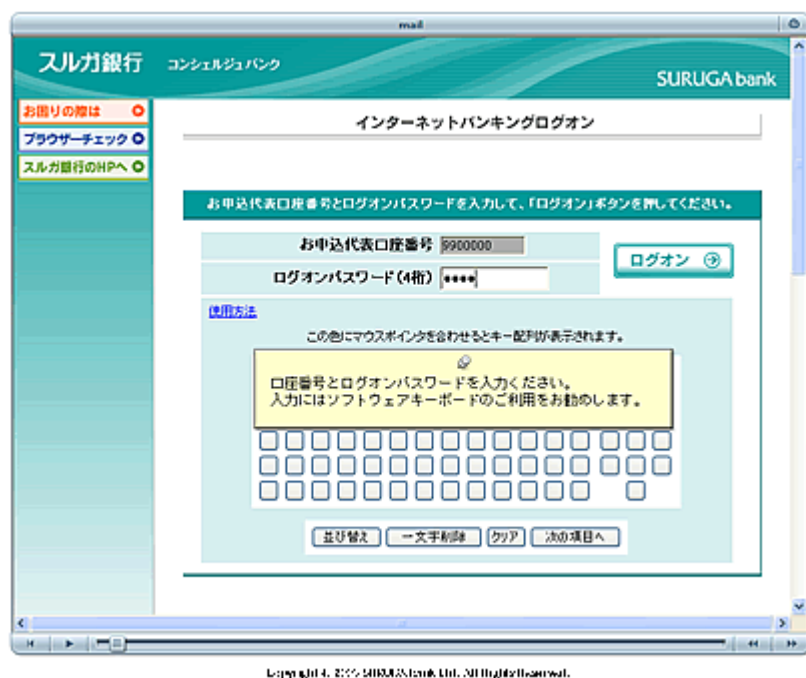 mail
スルガ銀行 コンシェルジュバンク
SURUGA bank
お困りの際は
ブラウザーチェック
スルガ銀行のHPへ
インターネットバンキングログオン
お申込代表口座番号とログオンパスワードを入力して、「ログオン」ボタンを押してください。
お申込代表口座番号 9900000
ログオン
ログオンパスワード(4桁) ●●●●
使用方法
この色にマウスポインタを合わせるとキー配列が表示されます。
口座番号とログオンパスワードを入力ください。
入力にはソフトウェアキーボードのご利用をお勧めします。
並び替え 一文字削除 クリア 次の項目へ
SURUGA bank, Ltd. All Rights Reserved.